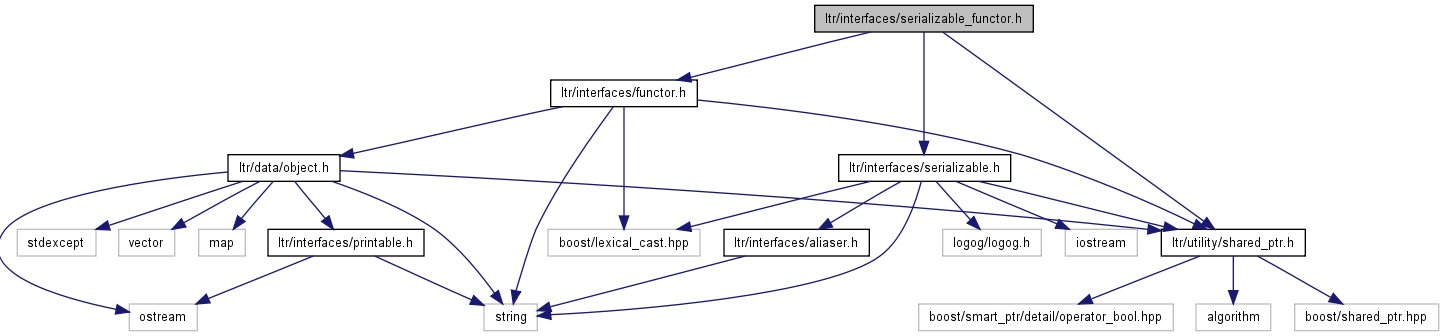 ltr/interfaces/serializable_functor.h
ltr/interfaces/functor.h
ltr/data/object.h
ltr/interfaces/serializable.h
stdexcept
vector
map
ltr/interfaces/printable.h
boost/lexical_cast.hpp
ltr/interfaces/aliaser.h
logog/logog.h
iostream
ltr/utility/shared_ptr.h
ostream
string
boost/smart_ptr/detail/operator_bool.hpp
algorithm
boost/shared_ptr.hpp